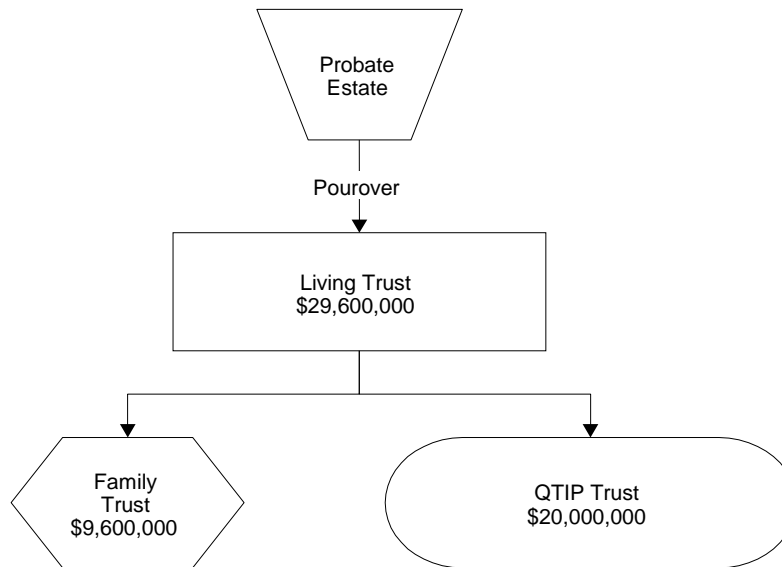 Probate
Estate
Pourover
Living Trust
$29,600,000
Family
Trust
$9,600,000
QTIP Trust
$20,000,000